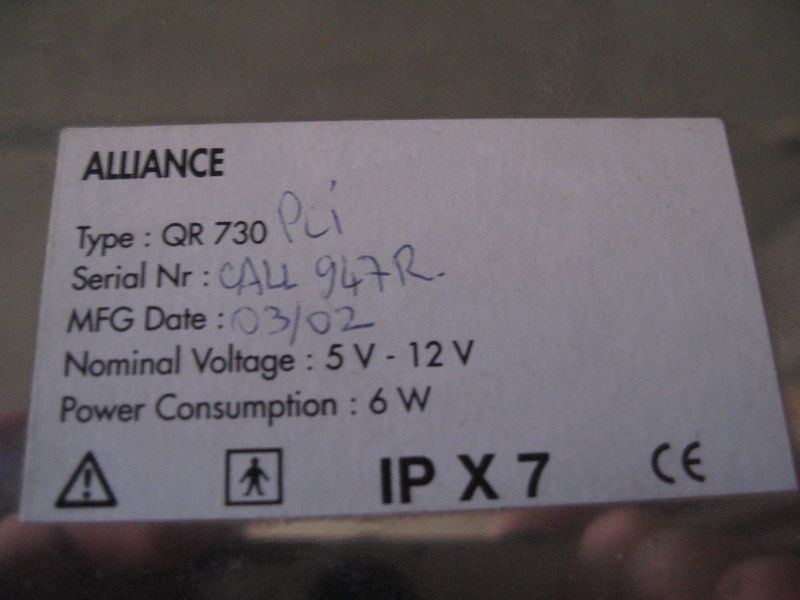 ALLIANCE
Type : QR 730 PCi
Serial Nr : CALL 947R.
MFG Date : 03/02
Nominal Voltage : 5 V - 12 V
Power Consumption : 6 W
IP X 7 CE